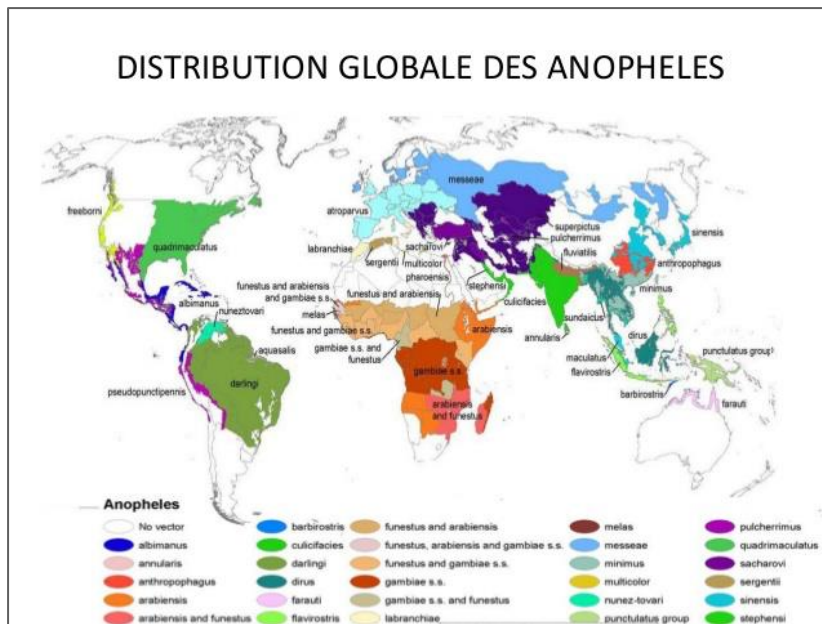 DISTRIBUTION GLOBALE DES ANOPHELES
messeae
freeborni
atroparvus
quadrimaculatus
superpictus
sinensis
labranchiae
sacharovi
pulcherrimus
sergentii
multicolor
fluviatilis
anthropophagus
pharoensis
stephensi
minimus
albimanus
nuneztovari
funestus and arabiensis
and gambiae s.s.
funestus and arabiensis
culicifacies
melas
sundaicus
funestus and gambiae s.s.
arabiensis
annularis
dirus
aquasalis
gambiae s.s. and
funestus
maculatus
punctulatus group
gambiae s.s.
flavirostris
darlingi
pseudopunctipennis
barbirostris
arabiensis
and funestus
farauti
Anopheles
No vector
albimanus
annularis
anthropophagus
arabiensis
arabiensis and funestus
barbirostris
culicifacies
darlingi
dirus
farauti
flavirostris
funestus and arabiensis
funestus, arabiensis and gambiae s.s.
funestus and gambiae s.s.
gambiae s.s.
gambiae s.s. and funestus
labranchiae
melas
messeae
minimus
multicolor
nunez-tovari
punctulatus group
pulcherrimus
quadrimaculatus
sacharovi
sergentii
sinensis
stephensi